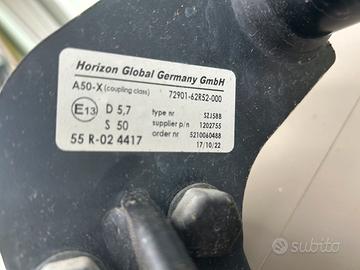 Horizon Global Germany GmbH
A50-X (coupling class) 72901-62R52-000
E13 D 5,7 type nr SZJ5BB
S 50 supplier p/n 1202755
55 R-02 4417 order nr 5210060488
17/10/22
subito